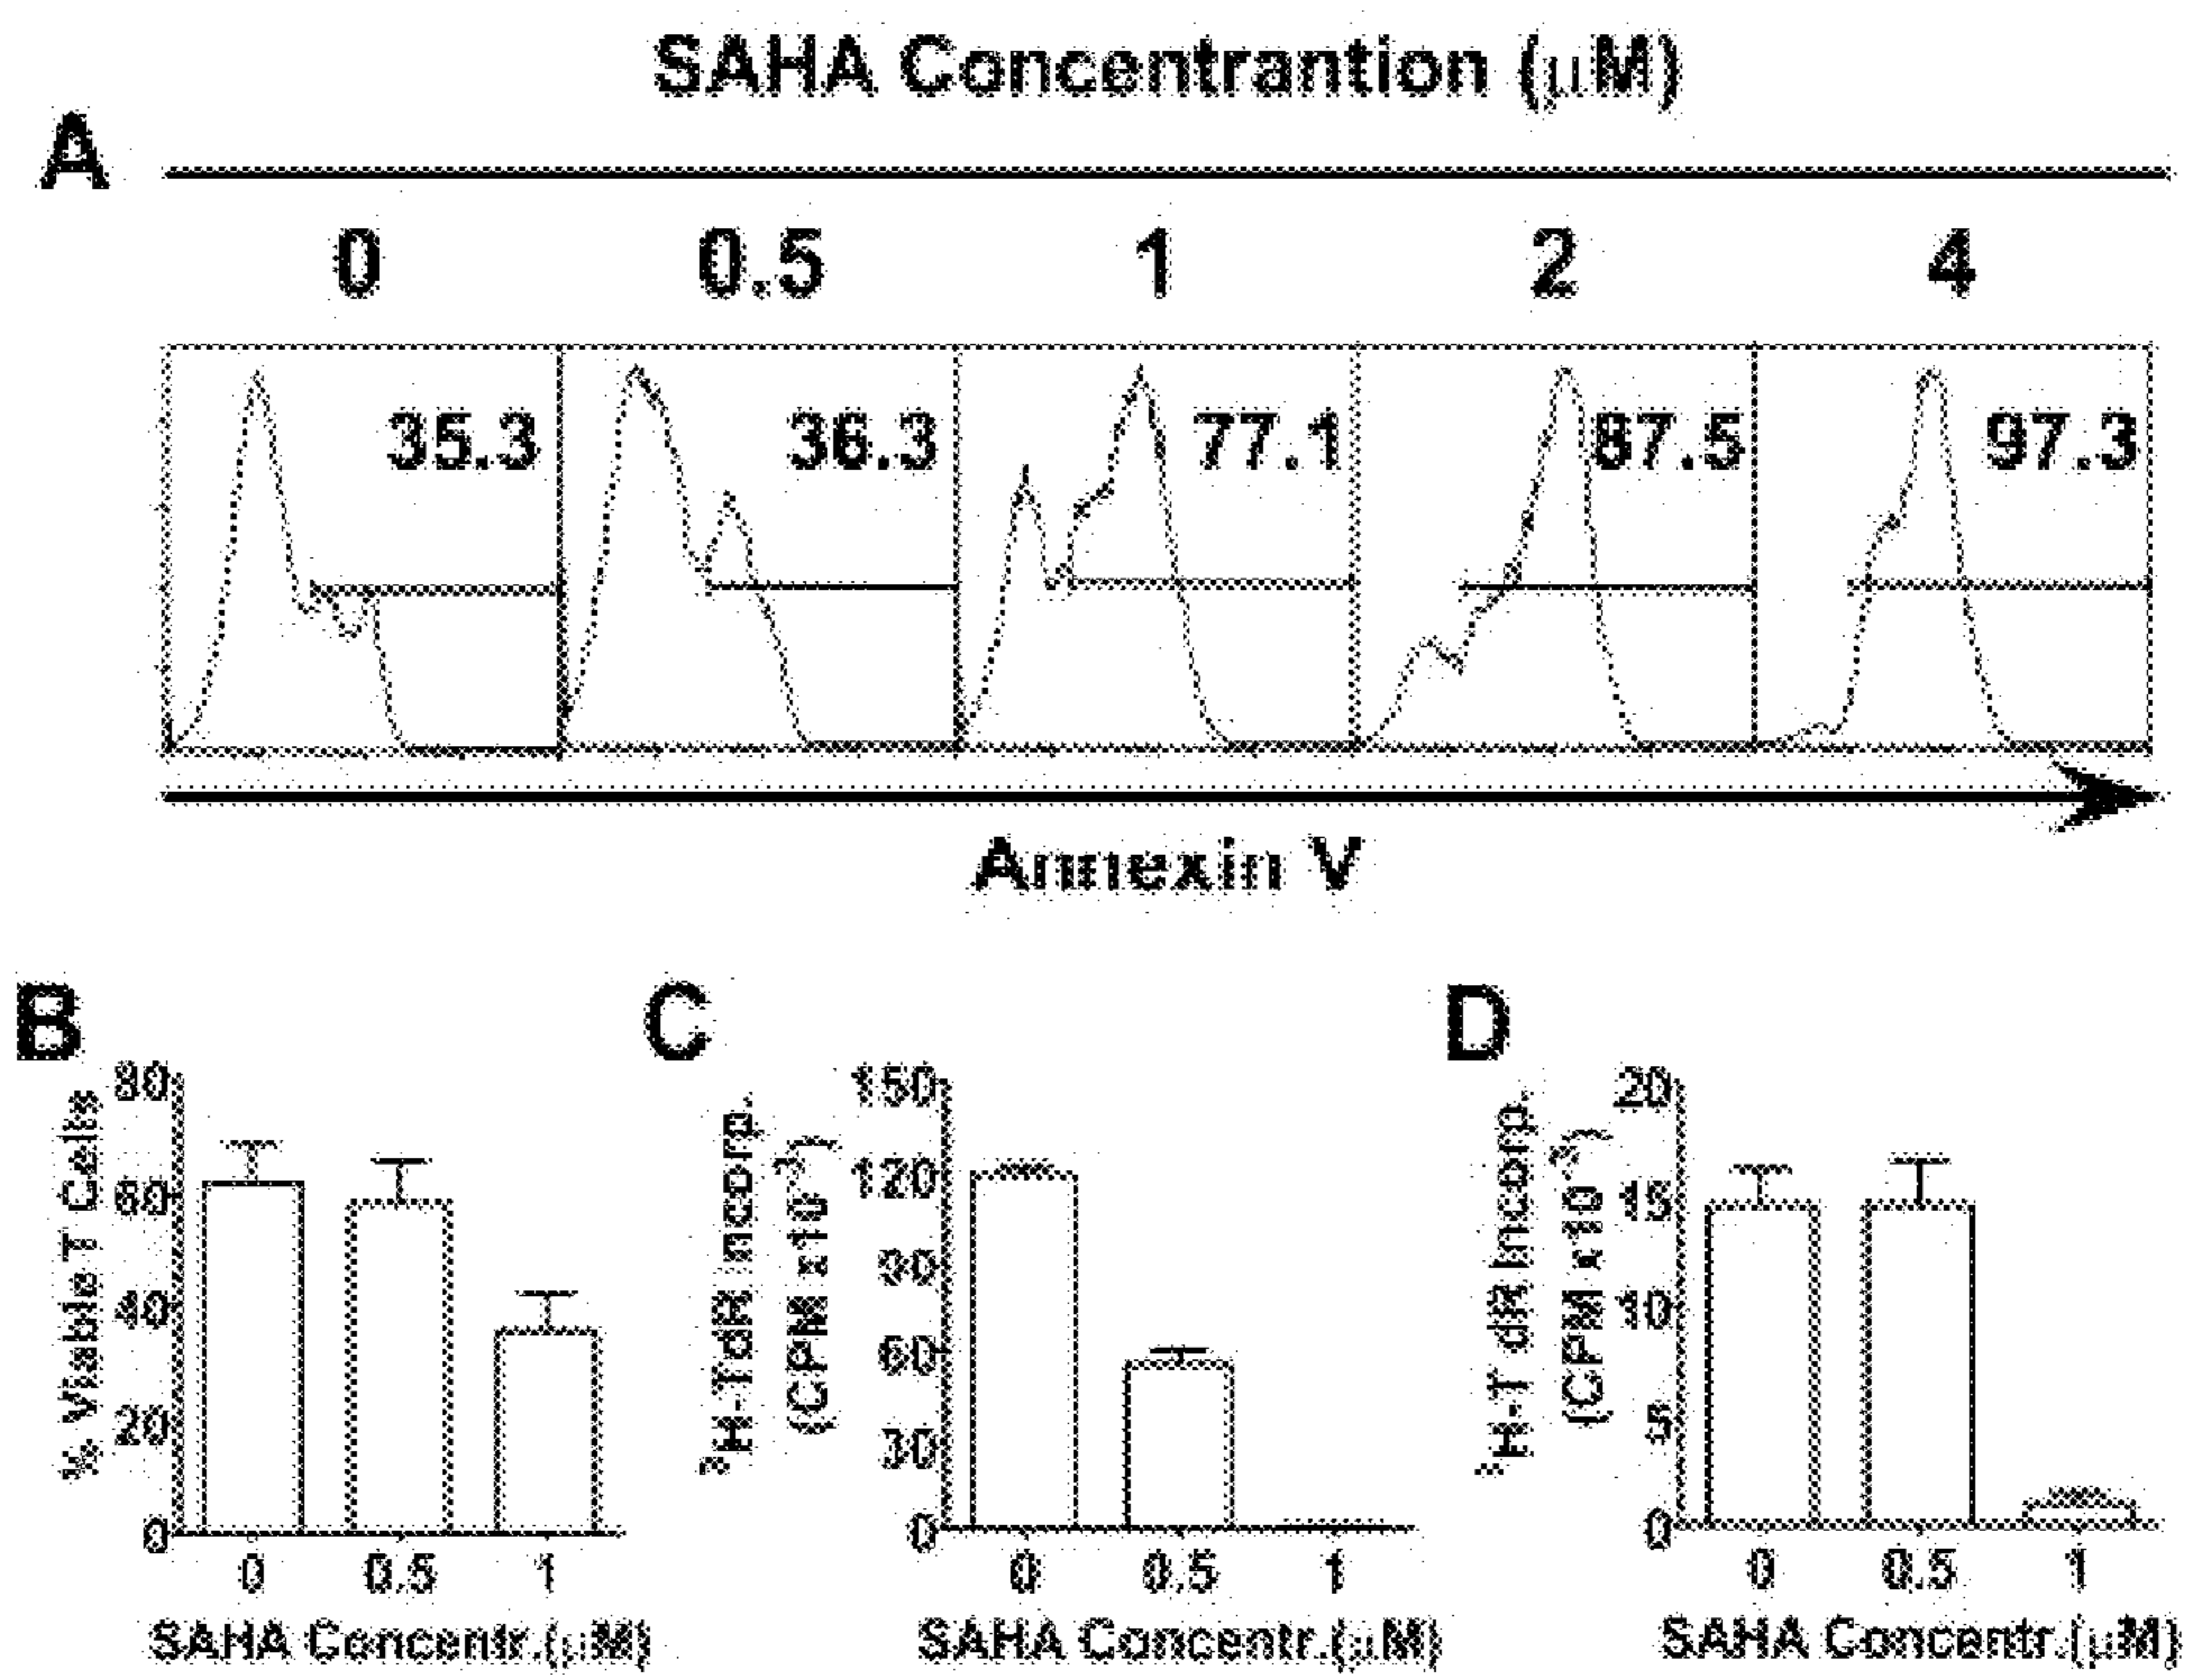 SAHA Concentrantion (μM)
A
0 0.5 1 2 4
35.3 36.3 77.1 87.5 97.3
Annexin V
B
% Viable T Cells
80
60
40
20
0
0 0.5 1
SAHA Concentr.(μM)
C
³H-TdR Incorp.
(CPM x10⁻³)
150
120
90
60
30
0
0 0.5 1
SAHA Concentr.(μM)
D
³H-T dR Incorp.
(CPM x10⁻³)
20
15
10
5
0
0 0.5 1
SAHA Concentr.(μM)